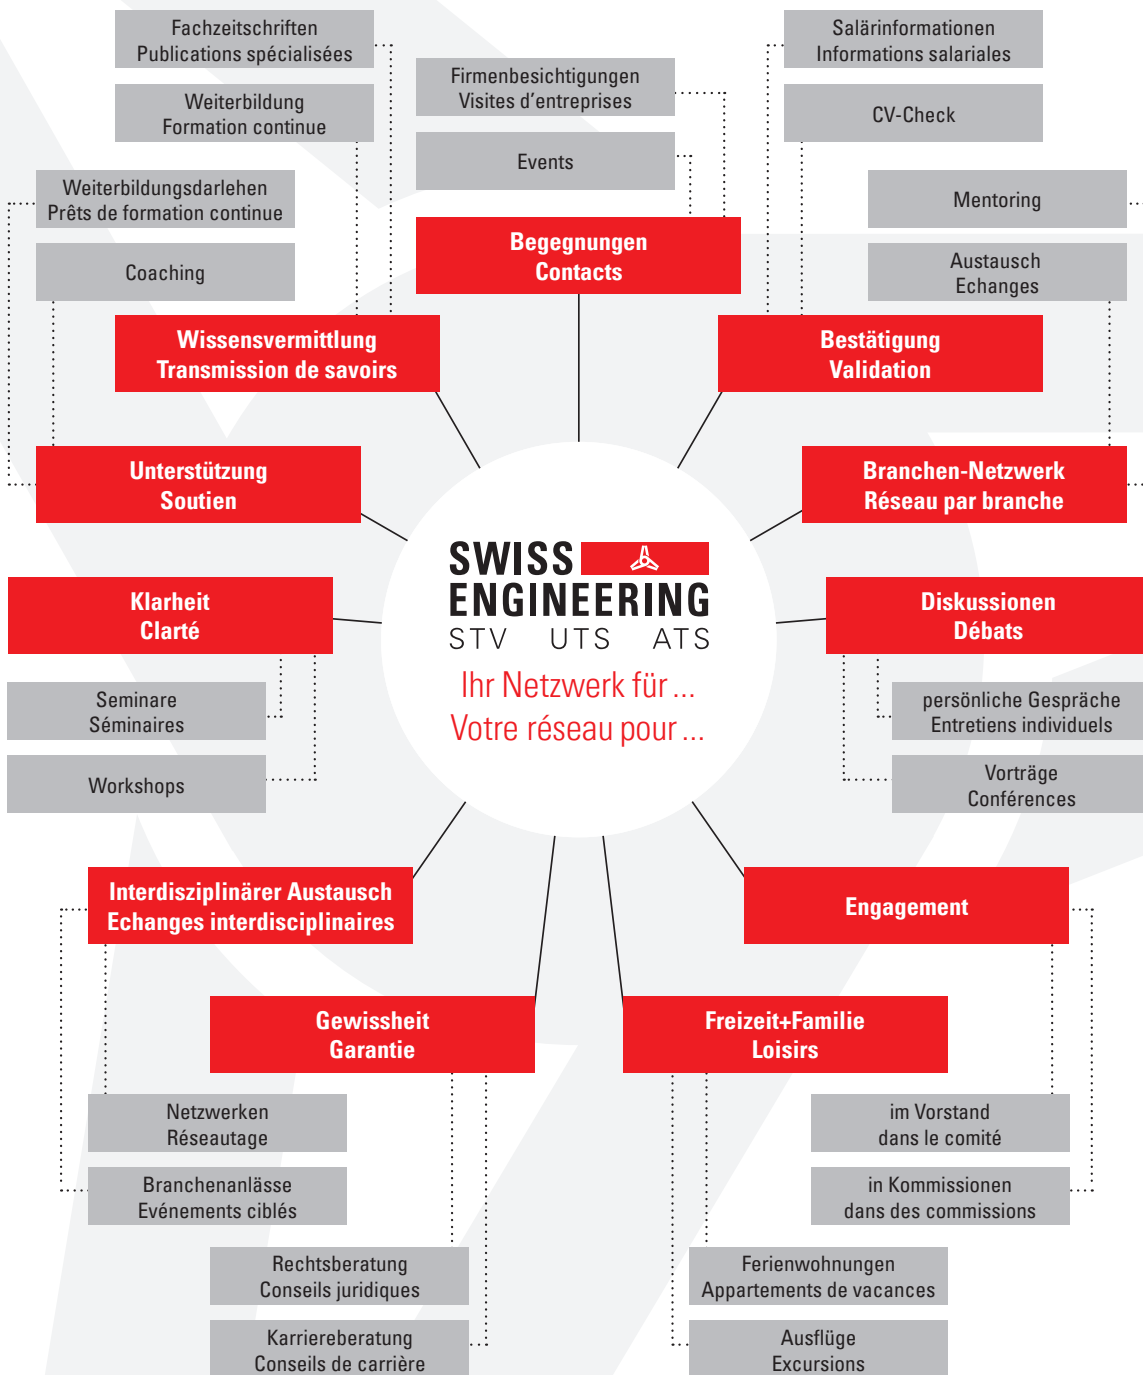 Fachzeitschriften
Publications spécialisées
Weiterbildung
Formation continue
Firmenbesichtigungen
Visites d'entreprises
Events
Salärinformationen
Informations salariales
CV-Check
Weiterbildungsdarlehen
Prêts de formation continue
Coaching
Mentoring
Austausch
Echanges
Begegnungen
Contacts
Wissensvermittlung
Transmission de savoirs
Bestätigung
Validation
Unterstützung
Soutien
Branchen-Netzwerk
Réseau par branche
SWISS
ENGINEERING
STV UTS ATS
Ihr Netzwerk für ...
Votre réseau pour ...
Klarheit
Clarté
Diskussionen
Débats
Seminare
Séminaires
Workshops
persönliche Gespräche
Entretiens individuels
Vorträge
Conférences
Interdisziplinärer Austausch
Echanges interdisciplinaires
Engagement
Gewissheit
Garantie
Freizeit+Familie
Loisirs
Netzwerken
Réseautage
Branchenanlässe
Evénements ciblés
im Vorstand
dans le comité
in Kommissionen
dans des commissions
Rechtsberatung
Conseils juridiques
Karriereberatung
Conseils de carrière
Ferienwohnungen
Appartements de vacances
Ausflüge
Excursions